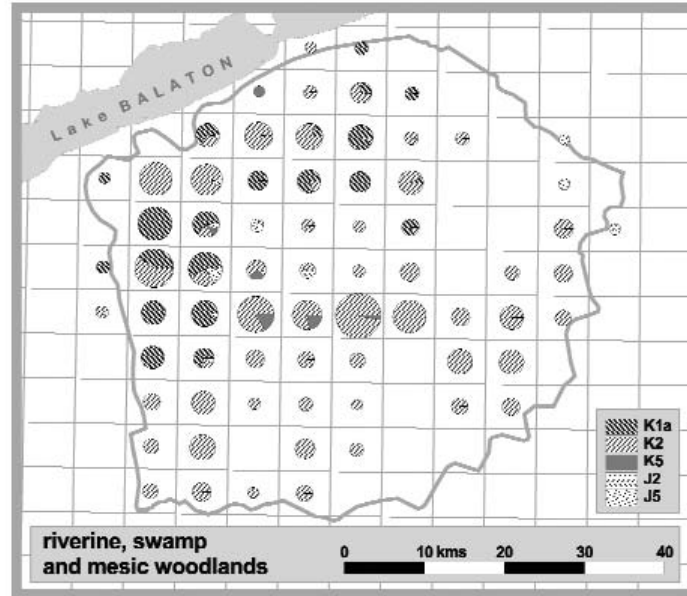 Lake BALATON
K1a
K2
K5
J2
J5
riverine, swamp
and mesic woodlands
0 10 kms 20 30 40